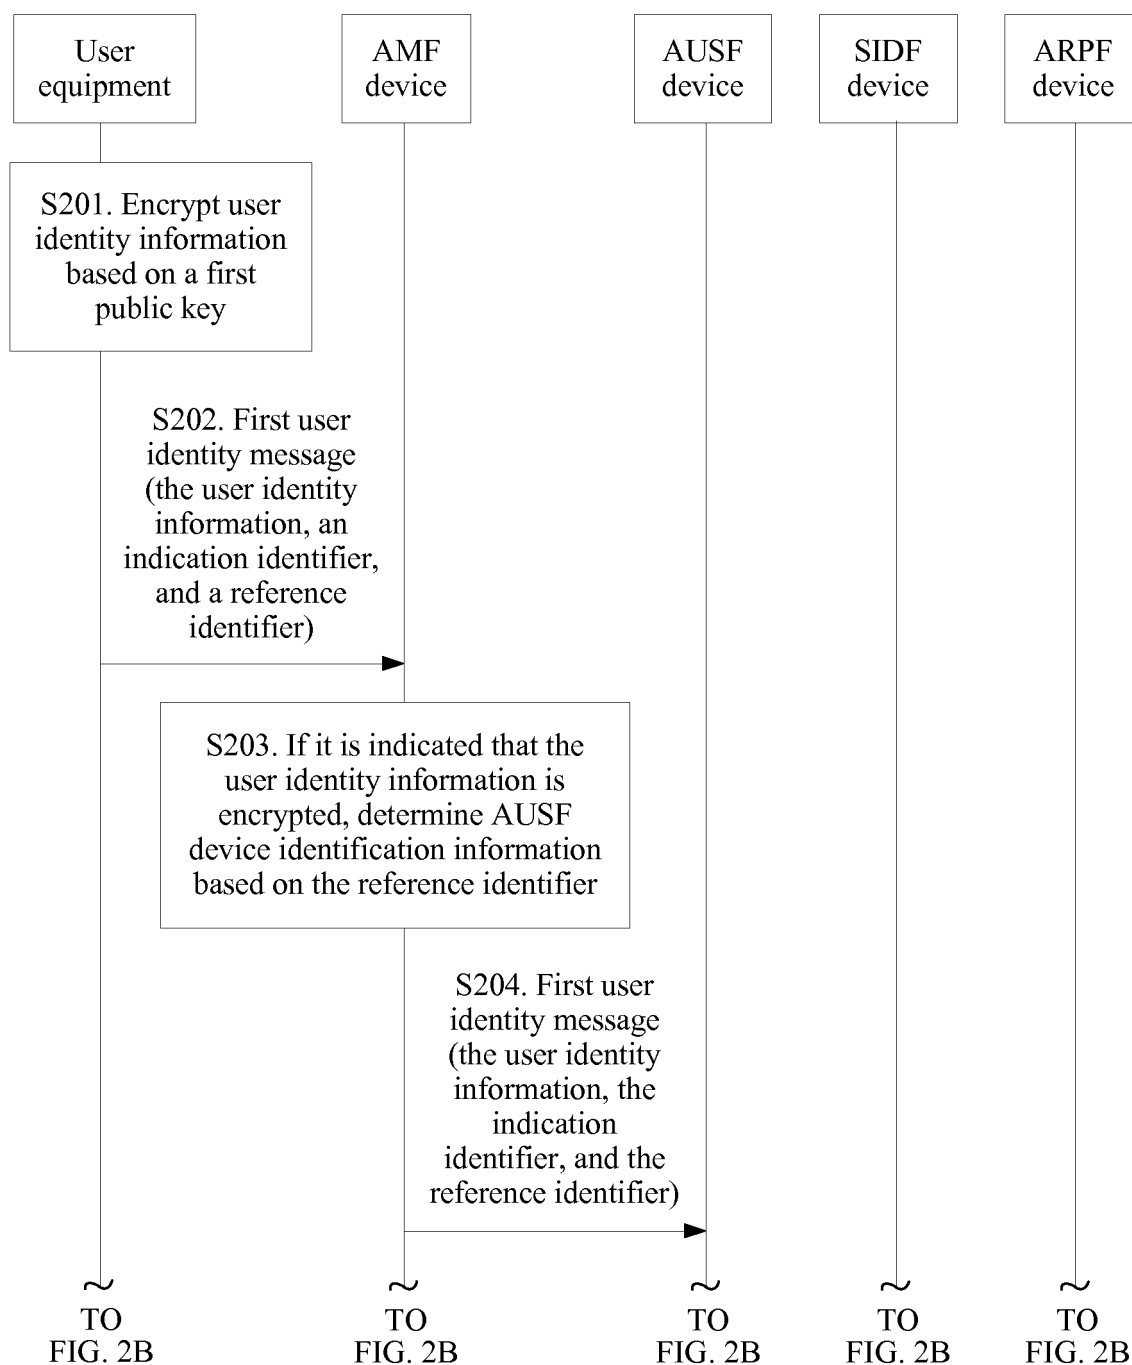 User
equipment
AMF
device
AUSF
device
SIDF
device
ARPF
device
S201. Encrypt user
identity information
based on a first
public key
S202. First user
identity message
(the user identity
information, an
indication identifier,
and a reference
identifier)
S203. If it is indicated that the
user identity information is
encrypted, determine AUSF
device identification information
based on the reference identifier
S204. First user
identity message
(the user identity
information, the
indication
identifier, and the
reference identifier)
TO
FIG. 2B
TO
FIG. 2B
TO
FIG. 2B
TO
FIG. 2B
TO
FIG. 2B